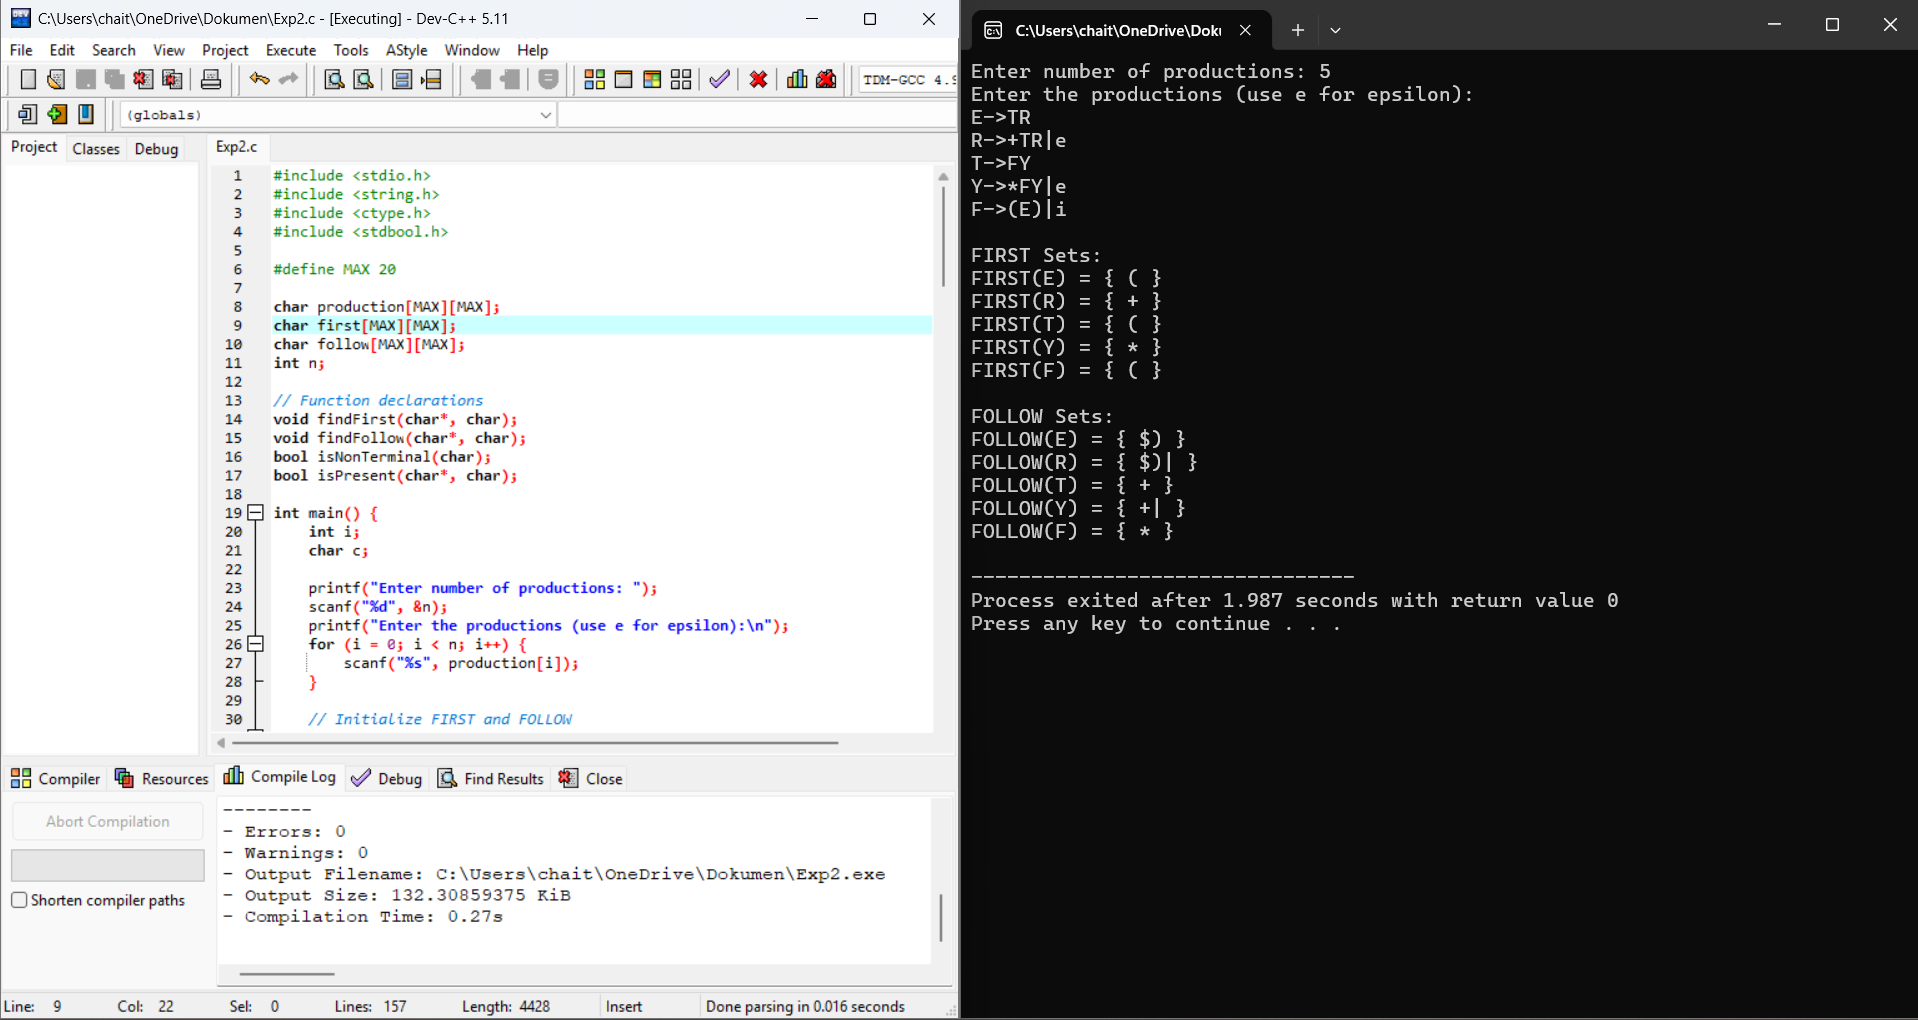 C:\Users\chait\OneDrive\Dokumen\Exp2.c - [Executing] - Dev-C++ 5.11
File Edit Search View Project Execute Tools AStyle Window Help
TDM-GCC 4.9
(globals)
Project Classes Debug
Exp2.c
1 #include <stdio.h>
2 #include <string.h>
3 #include <ctype.h>
4 #include <stdbool.h>
5
6 #define MAX 20
7
8 char production[MAX][MAX];
9 char first[MAX][MAX];
10 char follow[MAX][MAX];
11 int n;
12
13 // Function declarations
14 void findFirst(char*, char);
15 void findFollow(char*, char);
16 bool isNonTerminal(char);
17 bool isPresent(char*, char);
18
19 int main() {
20 int i;
21 char c;
22
23 printf("Enter number of productions: ");
24 scanf("%d", &n);
25 printf("Enter the productions (use e for epsilon):\n");
26 for (i = 0; i < n; i++) {
27 scanf("%s", production[i]);
28 }
29
30 // Initialize FIRST and FOLLOW
Compiler Resources Compile Log Debug Find Results Close
Abort Compilation
Shorten compiler paths
--------
- Errors: 0
- Warnings: 0
- Output Filename: C:\Users\chait\OneDrive\Dokumen\Exp2.exe
- Output Size: 132.30859375 KiB
- Compilation Time: 0.27s
Line: 9 Col: 22 Sel: 0 Lines: 157 Length: 4428 Insert Done parsing in 0.016 seconds
C:\Users\chait\OneDrive\Doku
Enter number of productions: 5
Enter the productions (use e for epsilon):
E->TR
R->+TR|e
T->FY
Y->*FY|e
F->(E)|i

FIRST Sets:
FIRST(E) = { ( }
FIRST(R) = { + }
FIRST(T) = { ( }
FIRST(Y) = { * }
FIRST(F) = { ( }

FOLLOW Sets:
FOLLOW(E) = { $) }
FOLLOW(R) = { $)| }
FOLLOW(T) = { + }
FOLLOW(Y) = { +| }
FOLLOW(F) = { * }

--------------------------------
Process exited after 1.987 seconds with return value 0
Press any key to continue . . .